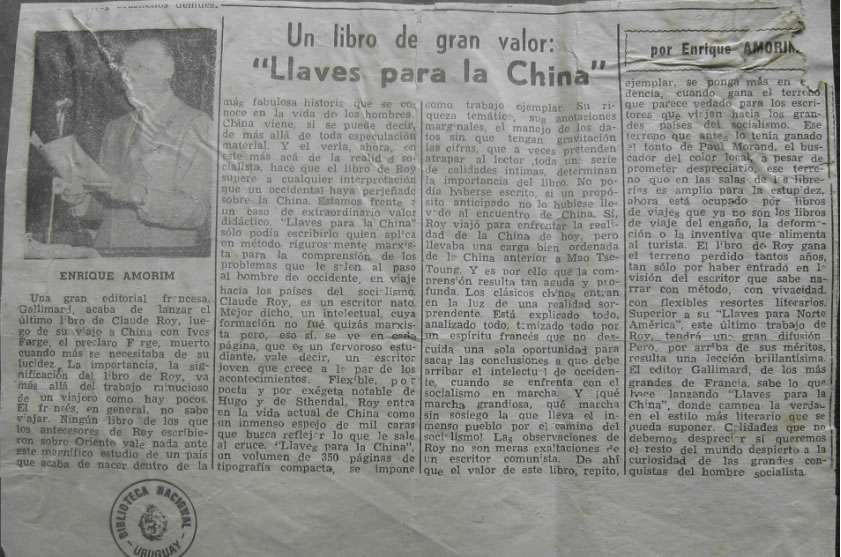 Un libro de gran valor:
"Llaves para la China"
por Enrique AMORIM
ENRIQUE AMORIM
Una gran editorial francesa,
Gallimard, acaba de lanzar el
último libro de Claude Roy, lue-
go de su viaje a China con Ives
Farge, el preclaro F rge, muerto
cuando más se necesitaba de su
lucidez. La importancia, la sig-
nificación del libro de Roy, va
más allá del trabajo minucioso
de un viajero como hay pocos.
El fr nés, en general, no sabe
viajar. Ningún libro de los que
los antecesores de Roy escribie-
ron sobre Oriente vale nada ante
este magnífico estudio de un país
que acaba de nacer dentro de la
más fabulosa historia que se co-
noce en la vida de los hombres.
China viene, si se puede decir,
de más allá de toda especulación
material. Y el verla, ahora, en
este más acá de la realid d so-
cialista, hace que el libro de
Roy supere a cualquier interpretación
que un occidental haya perjeñado
sobre la China. Estamos frente a
un caso de extraordinario valor
didáctico. "Llaves para la China"
sólo podía escribirlo quien aplica
un método riguros mente marxis-
ta para la comprensión de los
problemas que le salen al paso
al hombre de occidente, en viaje
hacia los países del socialismo.
Claude Roy, es un escritor nato.
Mejor dicho, un intelectual, cuya
formación no fué quizás marxis-
ta pero, eso sí, se ve en cada
página, que es un fervoroso estu-
diante, vale decir, un escritor
joven que crece a la par de los
acontecimientos. Flexible, por
poeta y por exégeta notable de
Hugo y de Sthendal, Roy entra
en la vida actual de China como
un inmenso espejo de mil caras
que busca reflejar lo que le sale
al cruce. "Llaves para la China",
un volumen de 350 páginas de
tipografía compacta, se impone
como trabajo ejemplar. Su ri-
queza temática, sus anotaciones
marginales, el manejo de los da-
tos sin que tengan gravitación
las cifras, que a veces pretenden
atrapar al lector, toda un serie
de calidades íntimas, determinan
la importancia del libro. No po-
día haberse escrito, si un propó-
sito anticipado no lo hubiese lle-
vado al encuentro de China. Sí,
Roy viajó para enfrentar la reali-
dad de la China de hoy, pero
llevaba una carga bien ordenada
de la China anterior a Mao Tse-
Toung. Y es por ello que la com-
prensión resulta tan aguda y pro-
funda. Los clásicos chinos entran
en la luz de una realidad sor-
prendente. Está explicado todo,
analizado todo, tamizado todo por
un espíritu francés que no des-
cuida una sola oportunidad para
sacar las conclusiones a que debe
arribar el intelectual de occiden-
te, cuando se enfrenta con el
socialismo en marcha. Y ¡qué
marcha grandiosa, qué marcha
sin sosiego la que lleva el in-
menso pueblo por el camino del
socialismo! Las observaciones de
Roy no son meras exaltaciones de
un escritor comunista. De ahí
que el valor de este libro, repito,
ejemplar, se ponga más en e
dencia, cuando gana el terreno
que parece vedado para los escri-
tores que viajan hacia los gran-
des países del socialismo. Ese
terreno que antes lo tenía ganado
el tonto de Paul Morand, el bus-
cador del color local, a pesar de
prometer despreciarlo, ese terre-
no que en las salas de las libre-
rías es amplio para la estupidez,
ahora está ocupado por libros
de viajes que ya no son los libros
de viaje del engaño, la deforma-
ción o la inventiva que alimenta
al turista. El libro de Roy gana
el terreno perdido tantos años,
tan sólo por haber entrado en la
visión del escritor que sabe na-
rrar con método, con vivacidad,
con flexibles resortes literarios.
Superior a su "Llaves para Norte
América", este último trabajo de
Roy, tendrá un gran difusión.
Pero, por arriba de sus méritos,
resulta una lección brillantísima.
El editor Gallimard, de los más
grandes de Francia, sabe lo que
hace lanzando "Llaves para la
China", donde campea la verdad
en el estilo más literario que se
pueda suponer. Calidades que no
debemos despreciar si queremos
el resto del mundo despierto a la
curiosidad de las grandes con-
quistas del hombre socialista.
BIBLIOTECA NACIONAL
URUGUAY